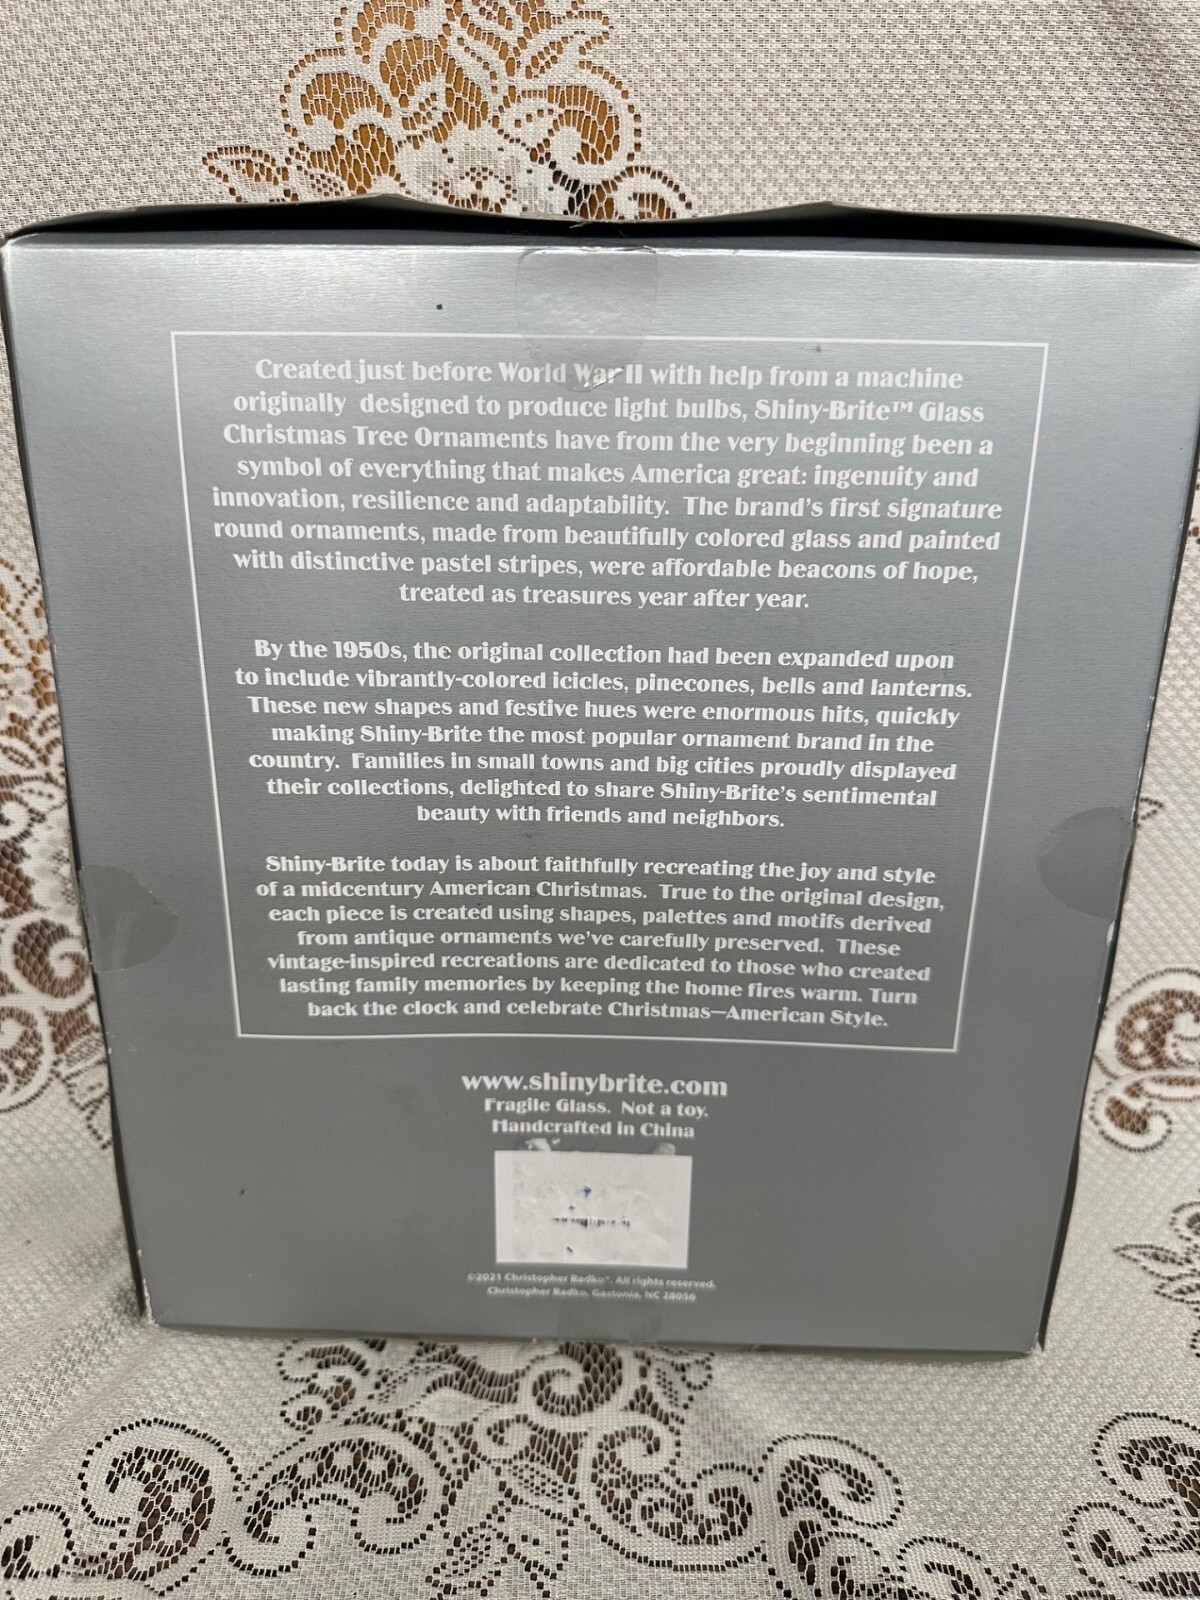 Created just before World War II with help from a machine
originally designed to produce light bulbs, Shiny-Brite™ Glass
Christmas Tree Ornaments have from the very beginning been a
symbol of everything that makes America great: ingenuity and
innovation, resilience and adaptability. The brand's first signature
round ornaments, made from beautifully colored glass and painted
with distinctive pastel stripes, were affordable beacons of hope,
treated as treasures year after year.
By the 1950s, the original collection had been expanded upon
to include vibrantly-colored icicles, pinecones, bells and lanterns.
These new shapes and festive hues were enormous hits, quickly
making Shiny-Brite the most popular ornament brand in the
country. Families in small towns and big cities proudly displayed
their collections, delighted to share Shiny-Brite's sentimental
beauty with friends and neighbors.
Shiny-Brite today is about faithfully recreating the joy and style
of a midcentury American Christmas. True to the original design,
each piece is created using shapes, palettes and motifs derived
from antique ornaments we've carefully preserved. These
vintage-inspired recreations are dedicated to those who created
lasting family memories by keeping the home fires warm. Turn
back the clock and celebrate Christmas—American Style.
www.shinybrite.com
Fragile Glass. Not a toy.
Handcrafted in China
©2021 Christopher Radko®. All rights reserved.
Christopher Radko, Gastonia, NC 28056